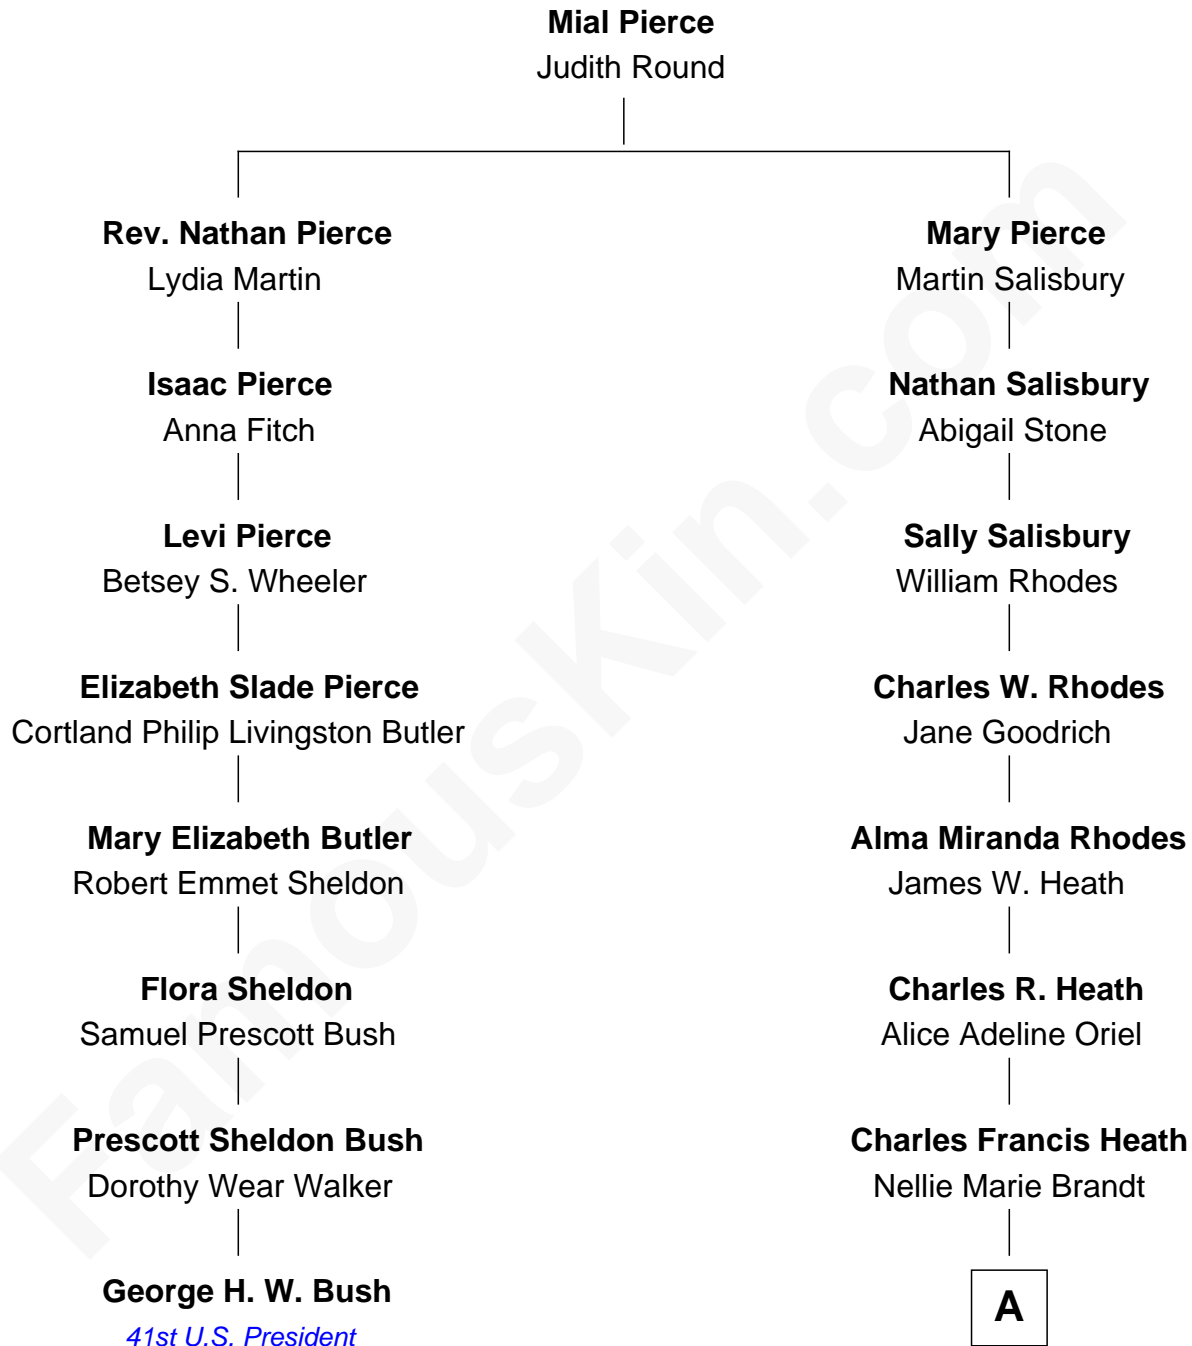 Mial Pierce
Judith Round
Rev. Nathan Pierce
Lydia Martin
Isaac Pierce
Anna Fitch
Levi Pierce
Betsey S. Wheeler
Elizabeth Slade Pierce
Cortland Philip Livingston Butler
Mary Elizabeth Butler
Robert Emmet Sheldon
Flora Sheldon
Samuel Prescott Bush
Prescott Sheldon Bush
Dorothy Wear Walker
George H. W. Bush
41st U.S. President
Mary Pierce
Martin Salisbury
Nathan Salisbury
Abigail Stone
Sally Salisbury
William Rhodes
Charles W. Rhodes
Jane Goodrich
Alma Miranda Rhodes
James W. Heath
Charles R. Heath
Alice Adeline Oriel
Charles Francis Heath
Nellie Marie Brandt
A
FamousKin.com